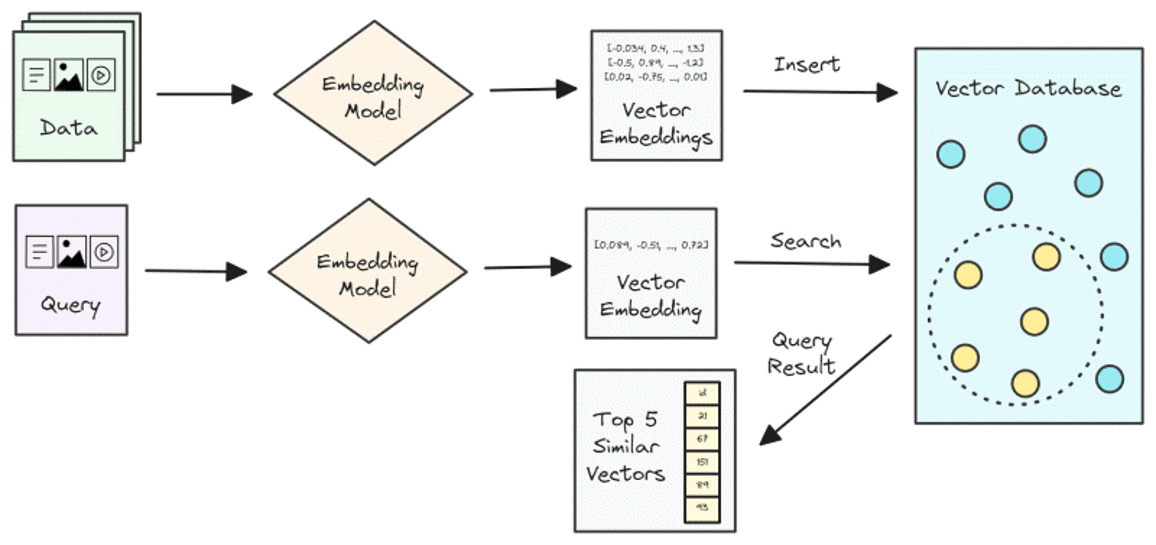 Data
Embedding
Model
[-0.034, 0.4, ..., 1.3]
[-0.5, 0.89, ..., -1.2]
[0.02, -0.75, ..., 0.01]
Vector
Embeddings
Insert
Vector Database
Query
Embedding
Model
[0.089, -0.51, ..., 0.72]
Vector
Embedding
Search
Query
Result
Top 5
Similar
Vectors
id
21
67
151
89
93